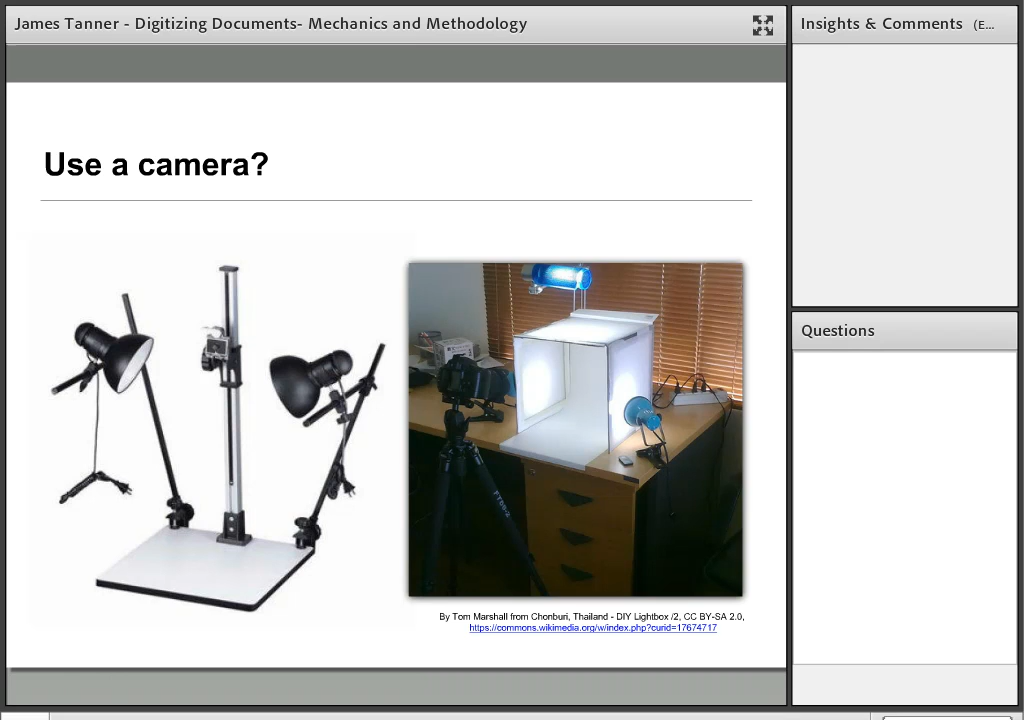 James Tanner - Digitizing Documents- Mechanics and Methodology
Insights & Comments (E...
Use a camera?
Questions
By Tom Marshall from Chonburi, Thailand - DIY Lightbox /2, CC BY-SA 2.0,
https://commons.wikimedia.org/w/index.php?curid=17674717